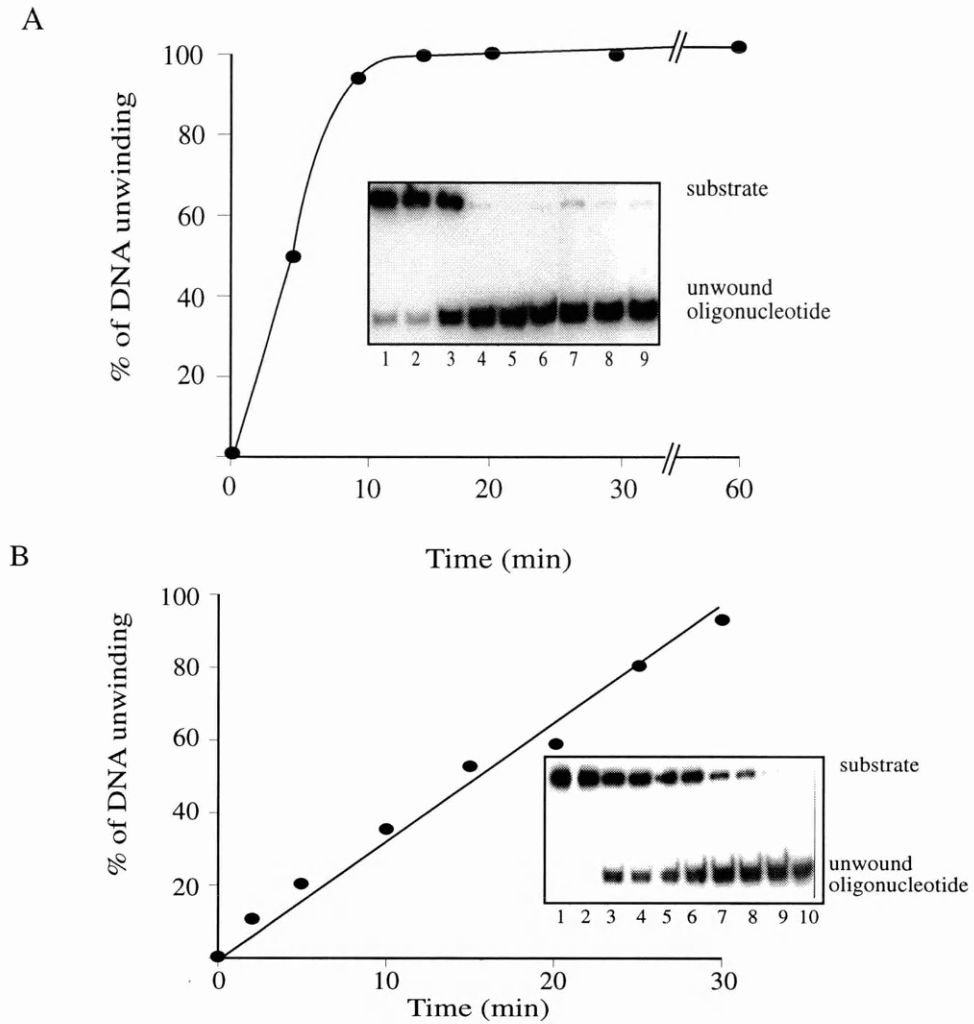 A
% of DNA unwinding
100
80
60
40
20
substrate
unwound
oligonucleotide
1 2 3 4 5 6 7 8 9
0 10 20 30 60
Time (min)
B
% of DNA unwinding
100
80
60
40
20
substrate
unwound
oligonucleotide
1 2 3 4 5 6 7 8 9 10
0 10 20 30
Time (min)